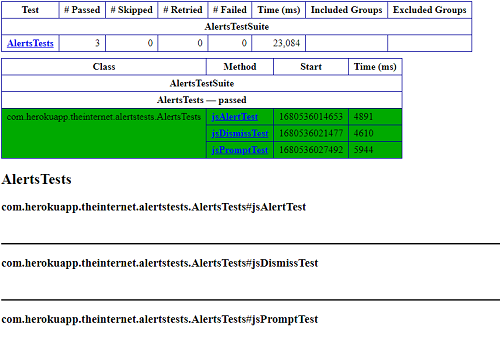 Test # Passed # Skipped # Retried # Failed Time (ms) Included Groups Excluded Groups
AlertsTestSuite
AlertsTests 3 0 0 0 23,084
Class Method Start Time (ms)
AlertsTestSuite
AlertsTests — passed
com.herokuapp.theinternet.alertstests.AlertsTests jsAlertTest 1680536014653 4891
jsDismissTest 1680536021477 4610
jsPromptTest 1680536027492 5944
AlertsTests
com.herokuapp.theinternet.alertstests.AlertsTests#jsAlertTest
com.herokuapp.theinternet.alertstests.AlertsTests#jsDismissTest
com.herokuapp.theinternet.alertstests.AlertsTests#jsPromptTest